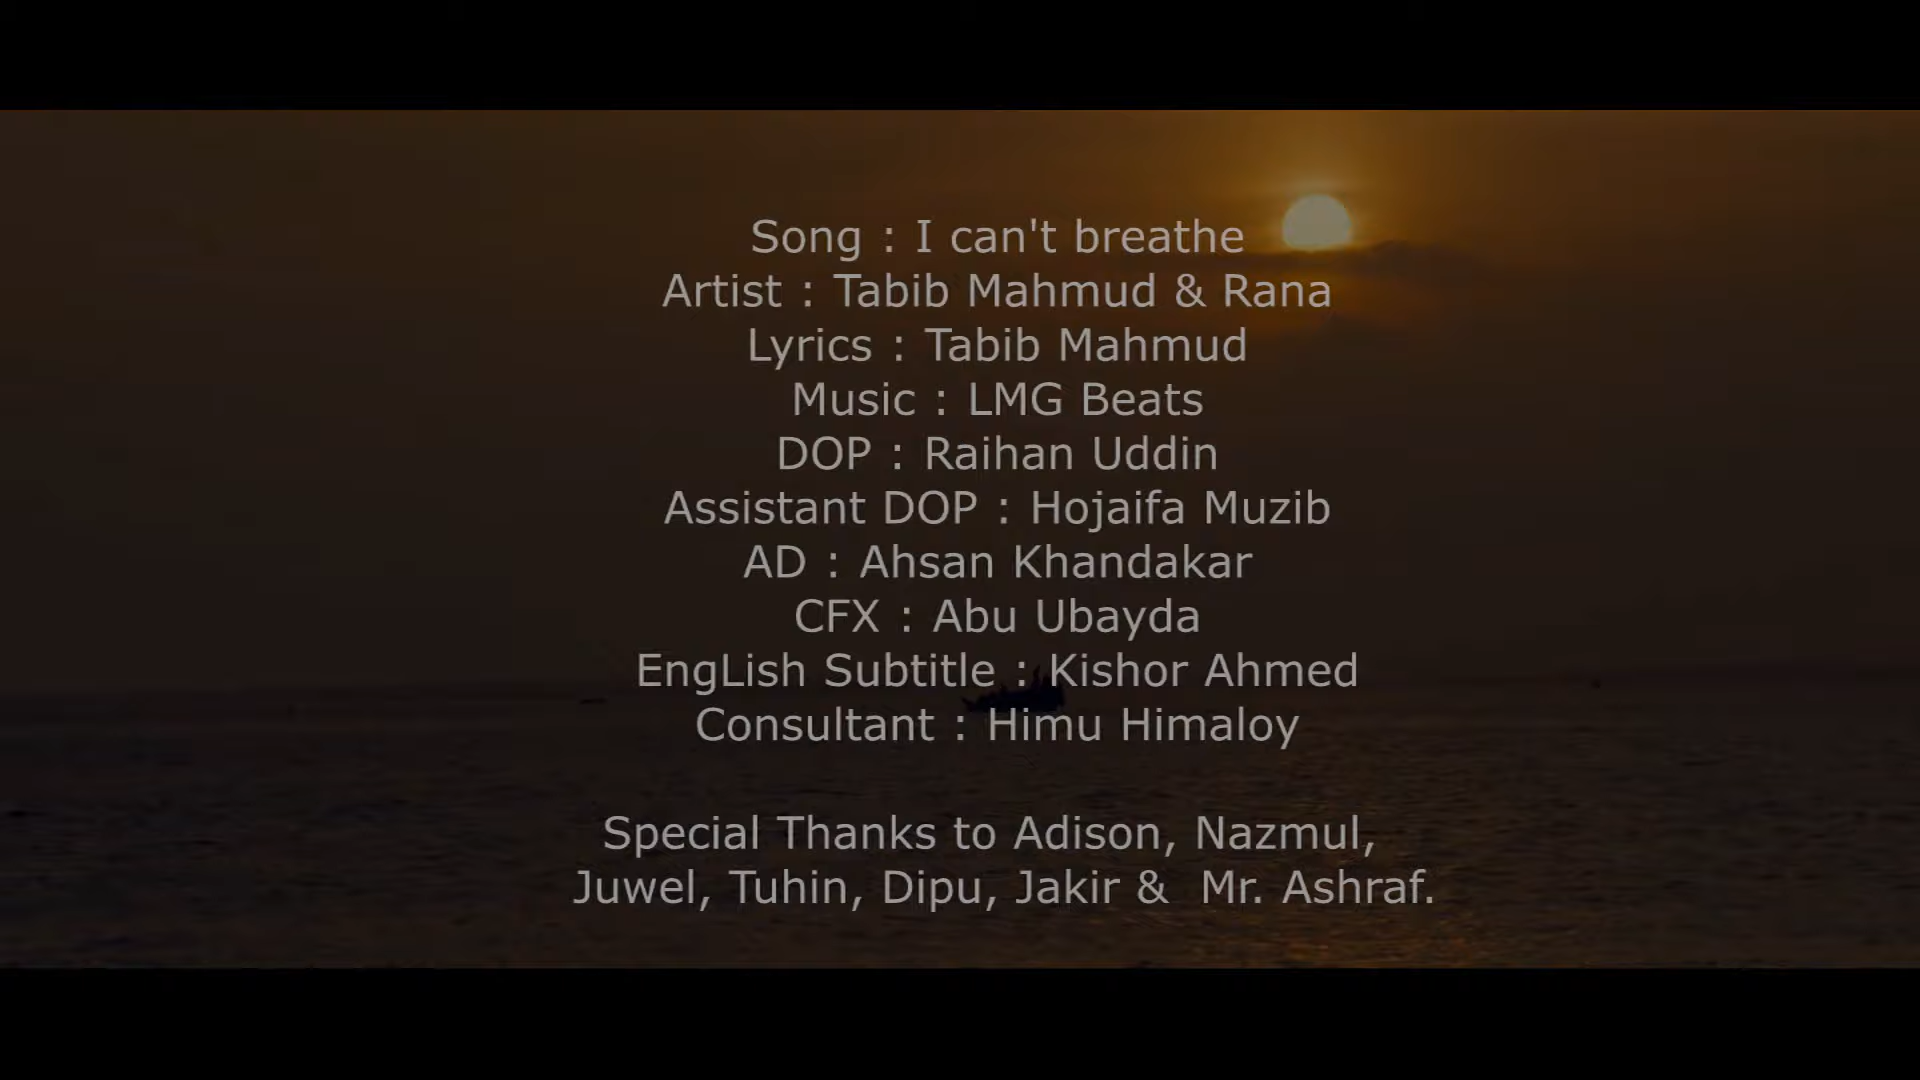 Song : I can't breathe
Artist : Tabib Mahmud & Rana
Lyrics : Tabib Mahmud
Music : LMG Beats
DOP : Raihan Uddin
Assistant DOP : Hojaifa Muzib
AD : Ahsan Khandakar
CFX : Abu Ubayda
EngLish Subtitle : Kishor Ahmed
Consultant : Himu Himaloy
Special Thanks to Adison, Nazmul,
Juwel, Tuhin, Dipu, Jakir &  Mr. Ashraf.